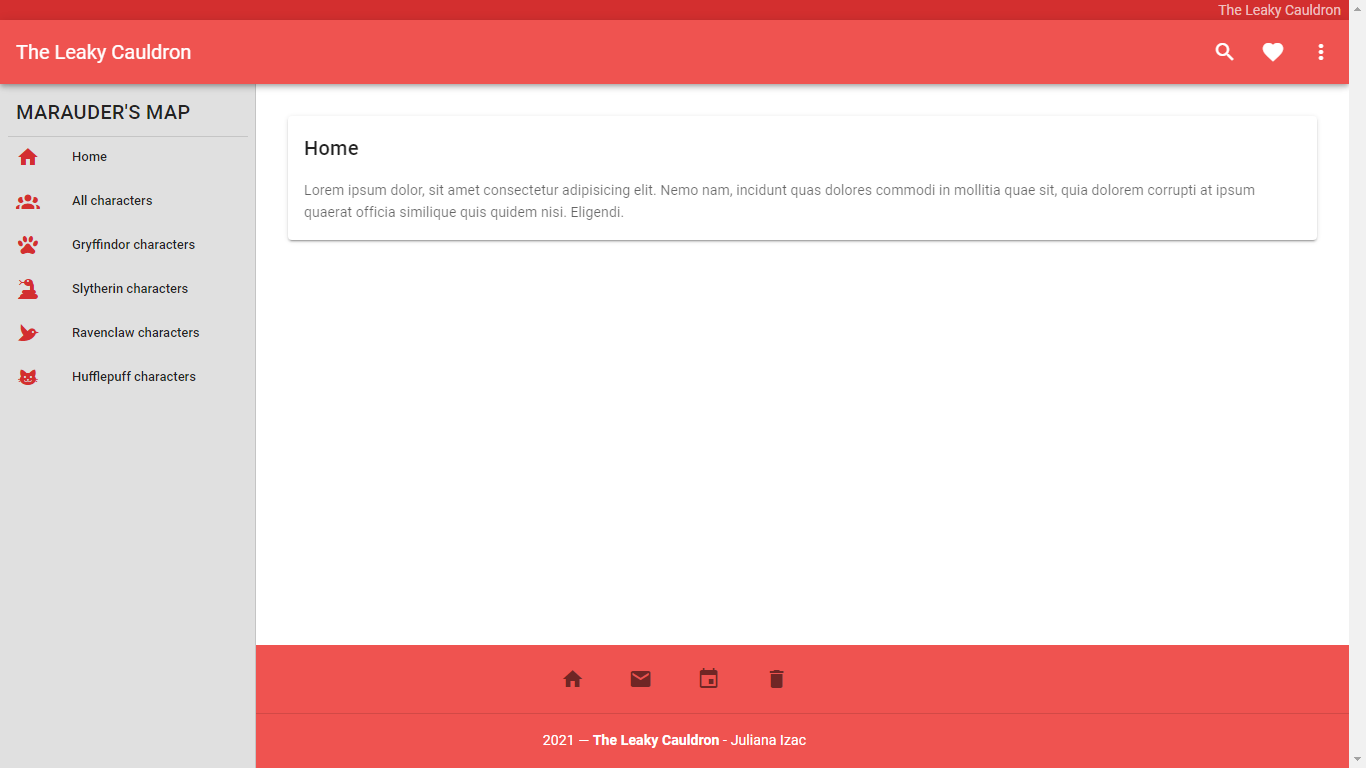 The Leaky Cauldron
The Leaky Cauldron
MARAUDER'S MAP
Home
All characters
Gryffindor characters
Slytherin characters
Ravenclaw characters
Hufflepuff characters
Home
Lorem ipsum dolor, sit amet consectetur adipisicing elit. Nemo nam, incidunt quas dolores commodi in mollitia quae sit, quia dolorem corrupti at ipsum
quaerat officia similique quis quidem nisi. Eligendi.
2021 — The Leaky Cauldron - Juliana Izac